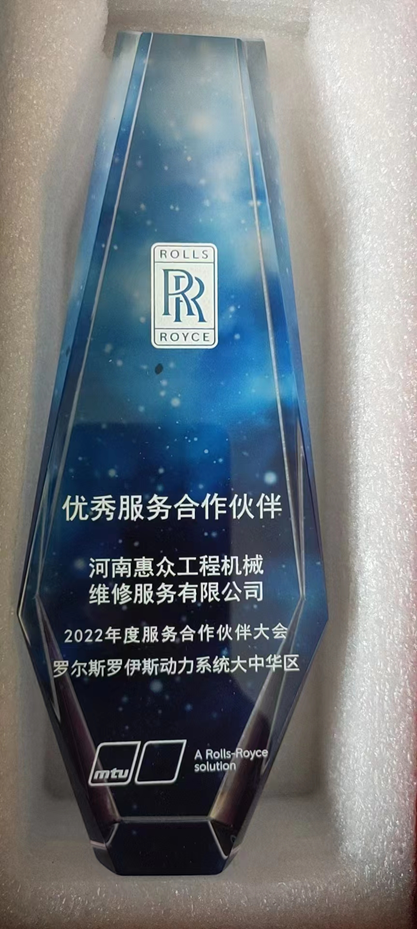 ROLLS
RR
ROYCE
优秀服务合作伙伴
河南惠众工程机械
维修服务有限公司
2022年度服务合作伙伴大会
罗尔斯罗伊斯动力系统大中华区
mtu
A Rolls-Royce
solution